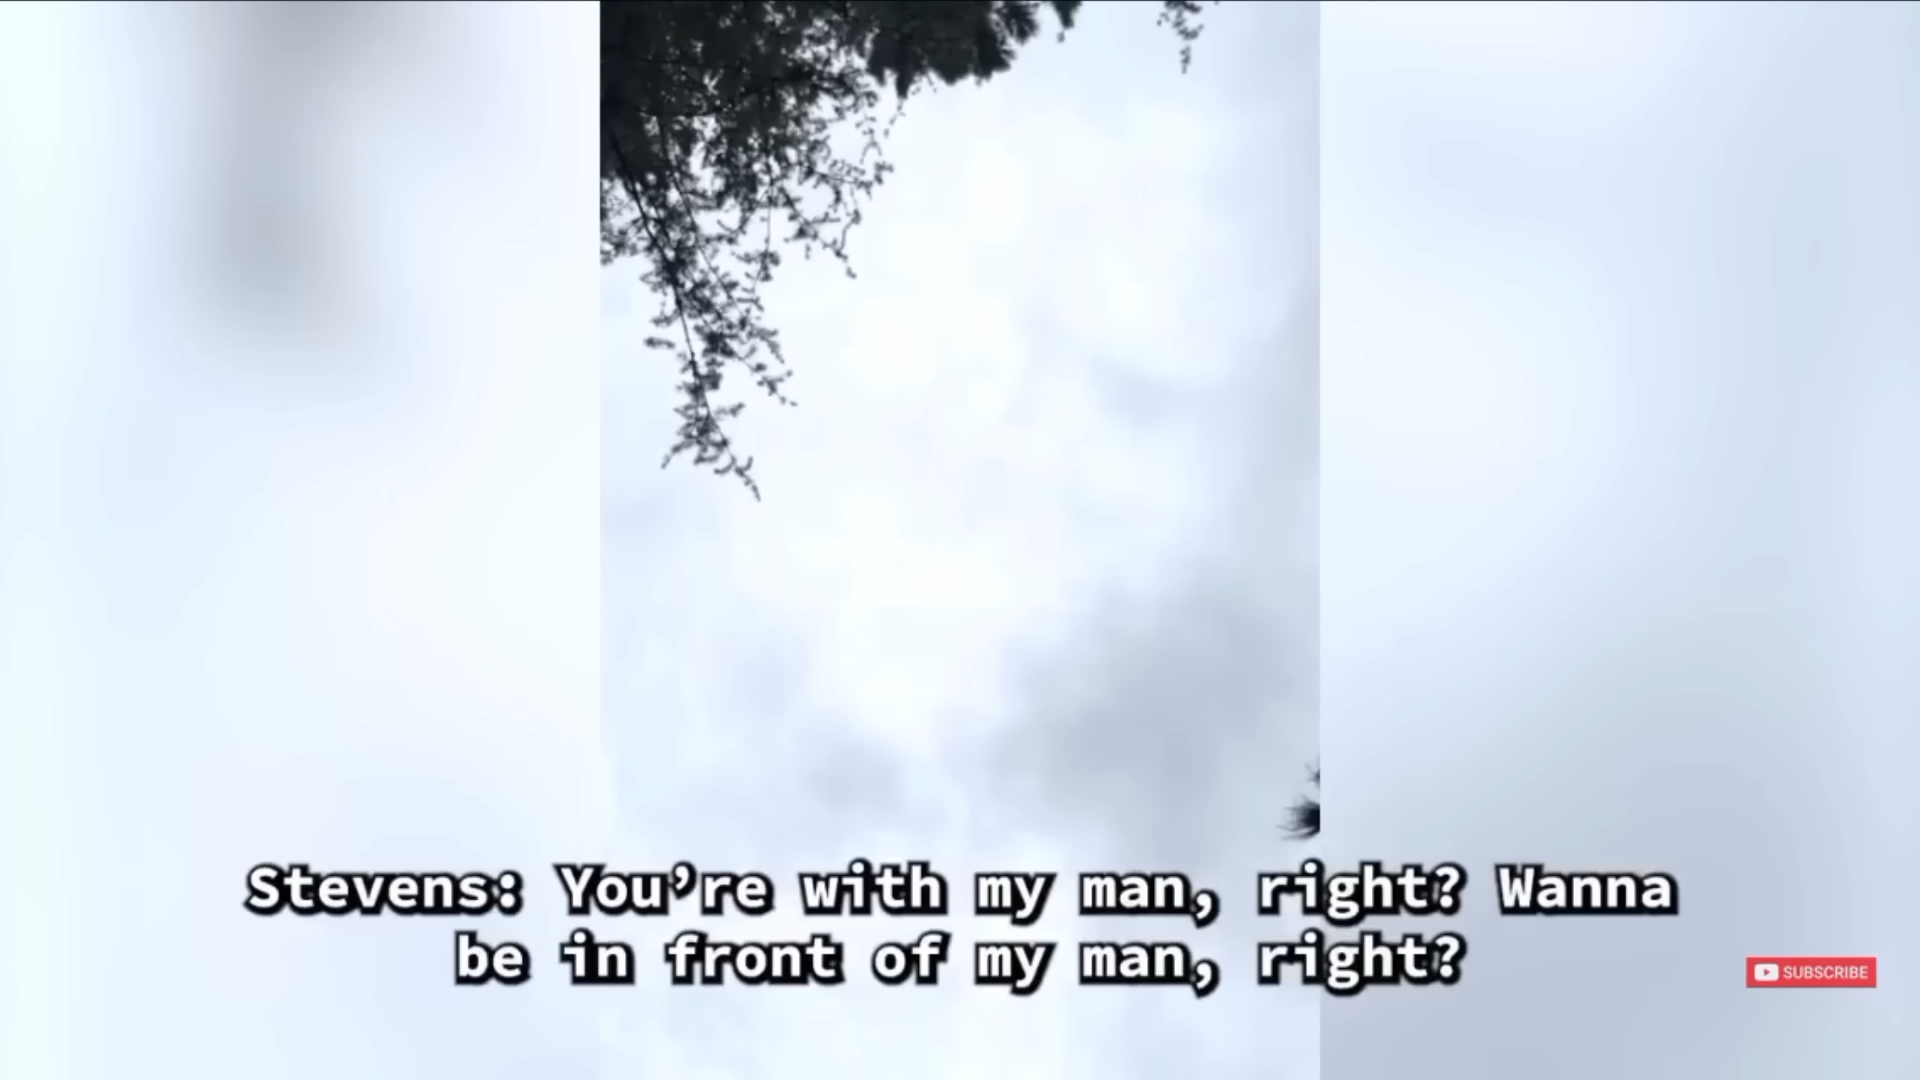 Stevens: You’re with my man, right? Wanna
be in front of my man, right?
SUBSCRIBE